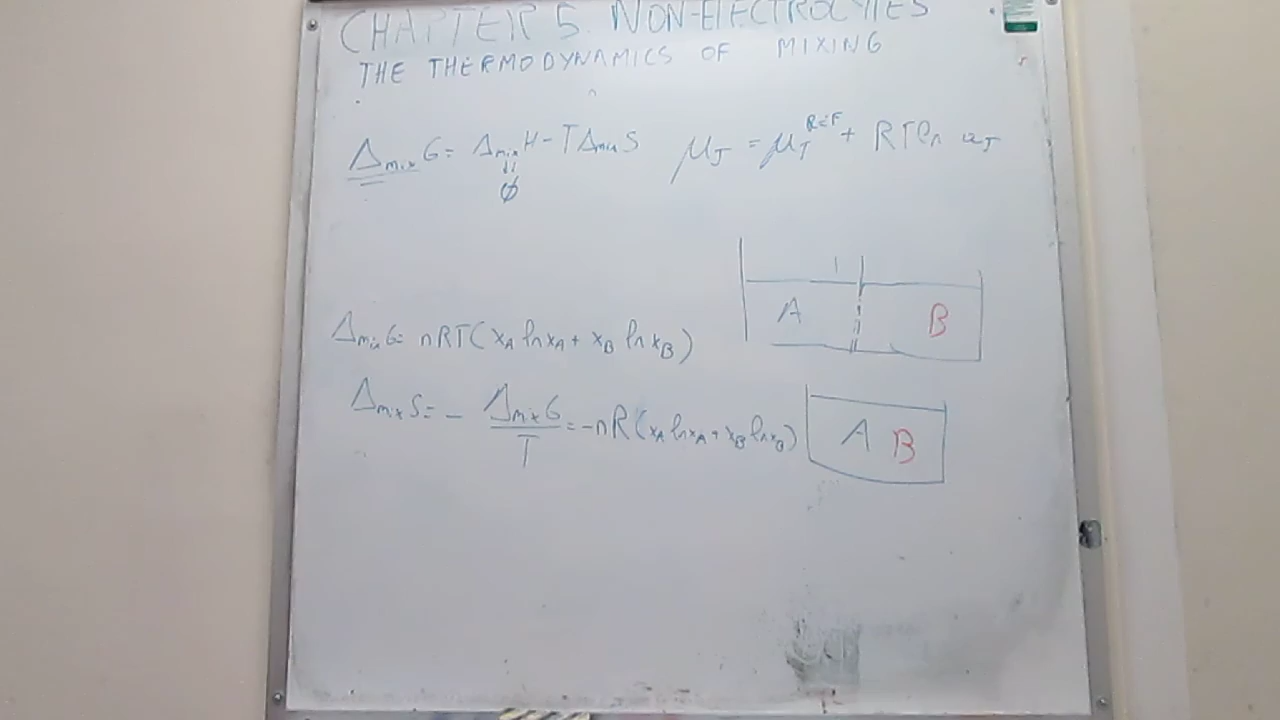 CHAPTER 5. NON-ELECTROLYTES
THE THERMODYNAMICS OF MIXING
Δmix G = Δmix H - TΔmix S
⇓
ϕ
μJ = μJ^REF + RT ln aJ
A B
Δmix G = nRT(xA ln xA + xB ln xB)
Δmix S = - Δmix G / T = -nR(xA ln xA + xB ln xB)
A B